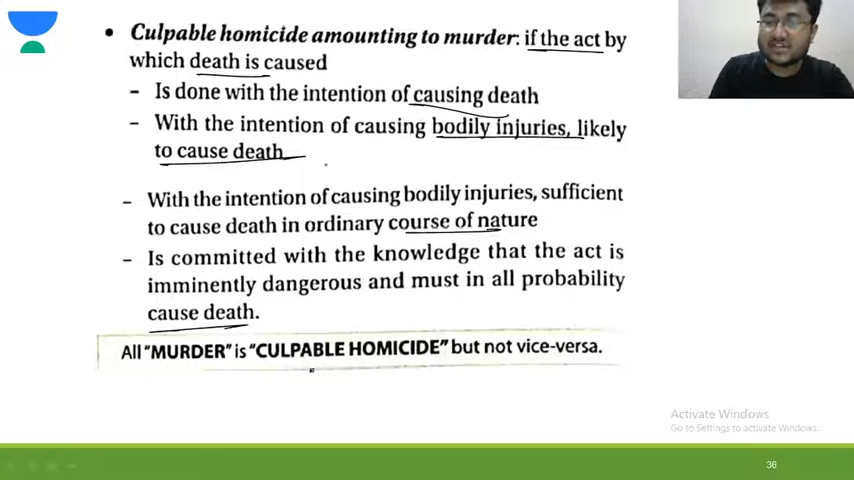 • Culpable homicide amounting to murder: if the act by
which death is caused
– Is done with the intention of causing death
– With the intention of causing bodily injuries, likely
to cause death
– With the intention of causing bodily injuries, sufficient
to cause death in ordinary course of nature
– Is committed with the knowledge that the act is
imminently dangerous and must in all probability
cause death.
All "MURDER" is "CULPABLE HOMICIDE" but not vice-versa.
Activate Windows
Go to Settings to activate Windows.
36